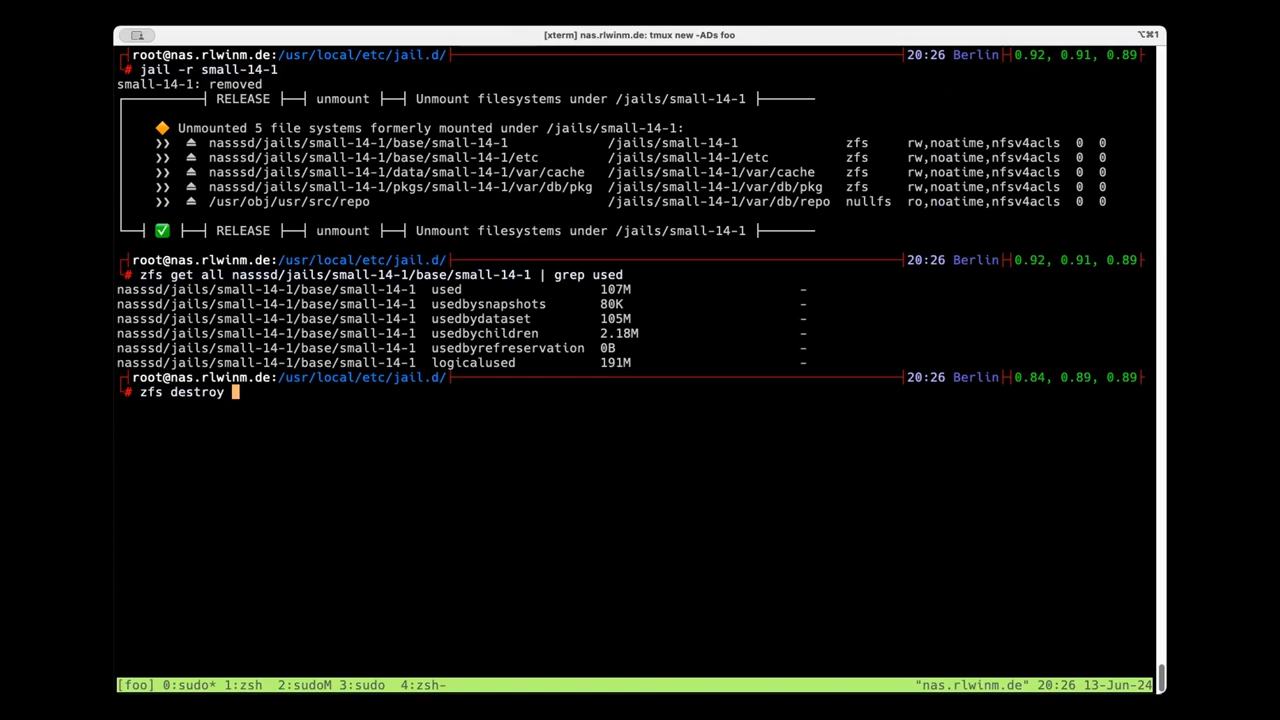 [xterm] nas.rlwinm.de: tmux new -ADs foo
⌥⌘1
root@nas.rlwinm.de:/usr/local/etc/jail.d/ 20:26 Berlin 0.92, 0.91, 0.89
# jail -r small-14-1
small-14-1: removed
RELEASE unmount Unmount filesystems under /jails/small-14-1
Unmounted 5 file systems formerly mounted under /jails/small-14-1:
❯❯ ⏏ nasssd/jails/small-14-1/base/small-14-1 /jails/small-14-1 zfs rw,noatime,nfsv4acls 0 0
❯❯ ⏏ nasssd/jails/small-14-1/base/small-14-1/etc /jails/small-14-1/etc zfs rw,noatime,nfsv4acls 0 0
❯❯ ⏏ nasssd/jails/small-14-1/data/small-14-1/var/cache /jails/small-14-1/var/cache zfs rw,noatime,nfsv4acls 0 0
❯❯ ⏏ nasssd/jails/small-14-1/pkgs/small-14-1/var/db/pkg /jails/small-14-1/var/db/pkg zfs rw,noatime,nfsv4acls 0 0
❯❯ ⏏ /usr/obj/usr/src/repo /jails/small-14-1/var/db/repo nullfs ro,noatime,nfsv4acls 0 0
✅ RELEASE unmount Unmount filesystems under /jails/small-14-1
root@nas.rlwinm.de:/usr/local/etc/jail.d/ 20:26 Berlin 0.92, 0.91, 0.89
# zfs get all nasssd/jails/small-14-1/base/small-14-1 | grep used
nasssd/jails/small-14-1/base/small-14-1 used 107M -
nasssd/jails/small-14-1/base/small-14-1 usedbysnapshots 80K -
nasssd/jails/small-14-1/base/small-14-1 usedbydataset 105M -
nasssd/jails/small-14-1/base/small-14-1 usedbychildren 2.18M -
nasssd/jails/small-14-1/base/small-14-1 usedbyrefreservation 0B -
nasssd/jails/small-14-1/base/small-14-1 logicalused 191M -
root@nas.rlwinm.de:/usr/local/etc/jail.d/ 20:26 Berlin 0.84, 0.89, 0.89
# zfs destroy
[foo] 0:sudo* 1:zsh 2:sudoM 3:sudo 4:zsh- "nas.rlwinm.de" 20:26 13-Jun-24